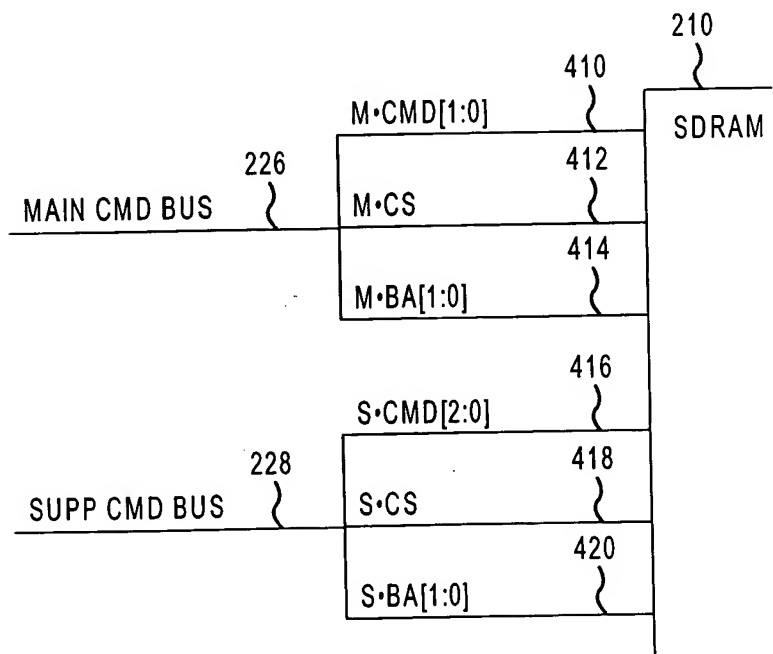 210
410
M•CMD[1:0]
SDRAM
226
412
MAIN CMD BUS
M•CS
414
M•BA[1:0]
416
S•CMD[2:0]
228
418
SUPP CMD BUS
S•CS
420
S•BA[1:0]